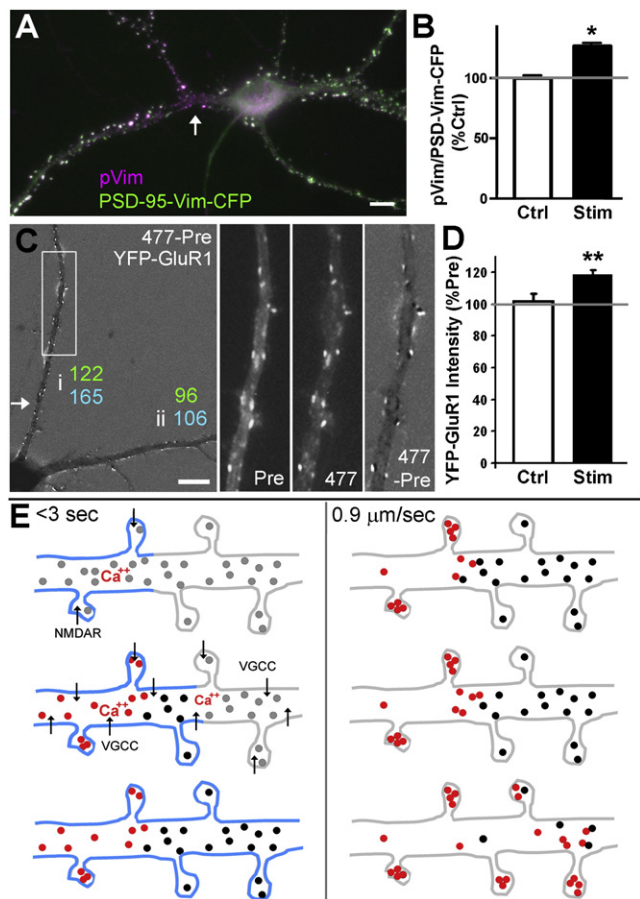 A
pVim
PSD-95-Vim-CFP
B
pVim/PSD-Vim-CFP
(%Ctrl)
*
100
50
Ctrl
Stim
C
477-Pre
YFP-GluR1
i
122
165
ii
96
106
Pre
477
477
-Pre
D
YFP-GluR1 Intensity (%Pre)
**
120
100
80
60
40
20
0
Ctrl
Stim
E
<3 sec
0.9 μm/sec
Ca++
NMDAR
VGCC
Ca++
Ca++
VGCC